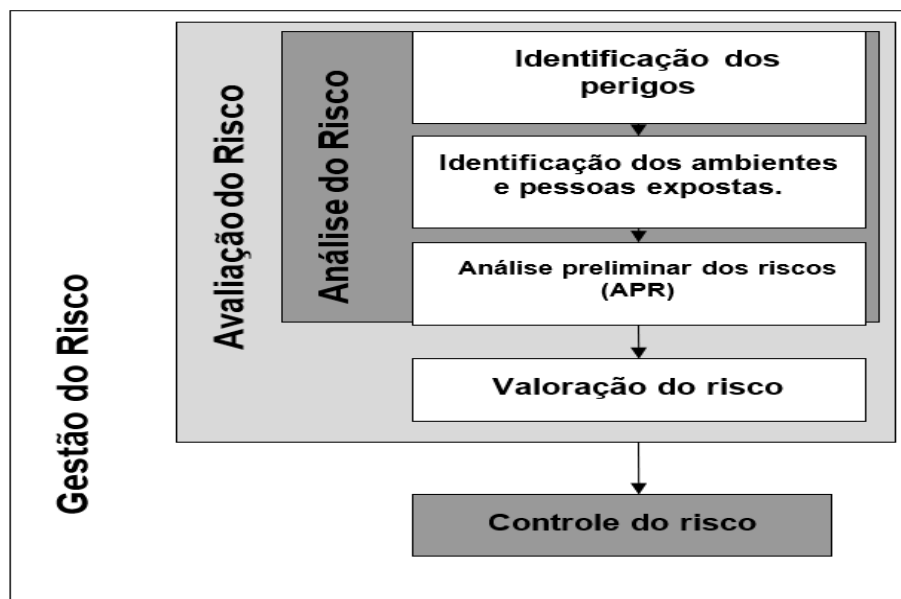 Gestão do Risco
Avaliação do Risco
Análise do Risco
Identificação dos
perigos
Identificação dos ambientes
e pessoas expostas.
Análise preliminar dos riscos
(APR)
Valoração do risco
Controle do risco